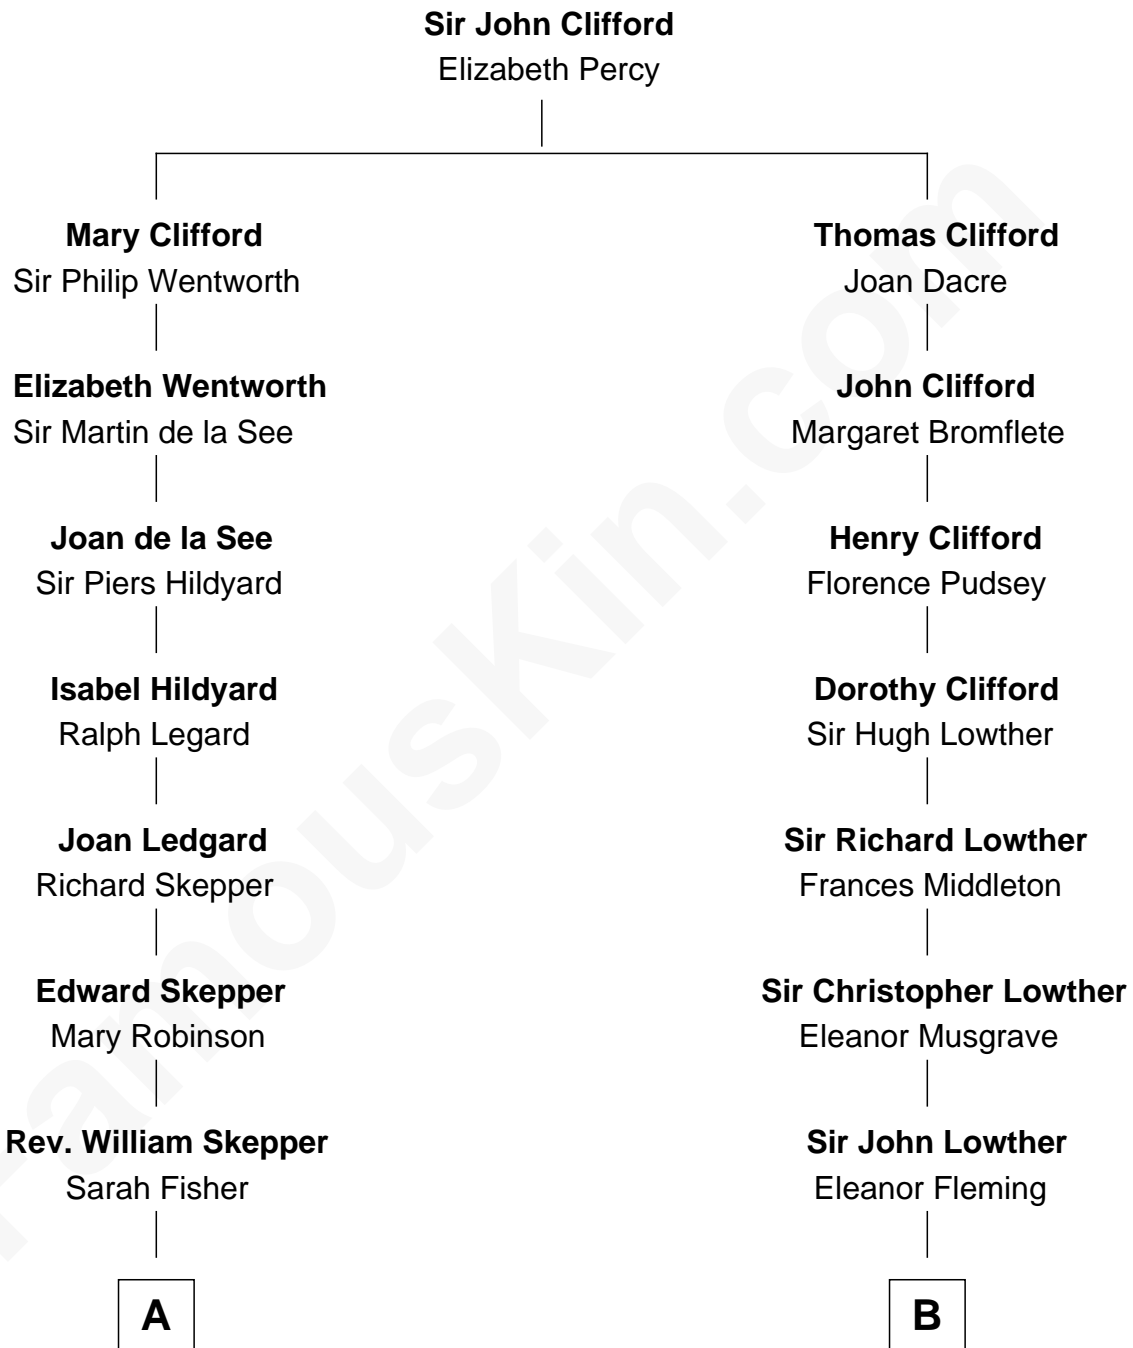 Sir John Clifford
Elizabeth Percy
Mary Clifford
Sir Philip Wentworth
Elizabeth Wentworth
Sir Martin de la See
Joan de la See
Sir Piers Hildyard
Isabel Hildyard
Ralph Legard
Joan Ledgard
Richard Skepper
Edward Skepper
Mary Robinson
Rev. William Skepper
Sarah Fisher
A
Thomas Clifford
Joan Dacre
John Clifford
Margaret Bromflete
Henry Clifford
Florence Pudsey
Dorothy Clifford
Sir Hugh Lowther
Sir Richard Lowther
Frances Middleton
Sir Christopher Lowther
Eleanor Musgrave
Sir John Lowther
Eleanor Fleming
B
FamousKin.com